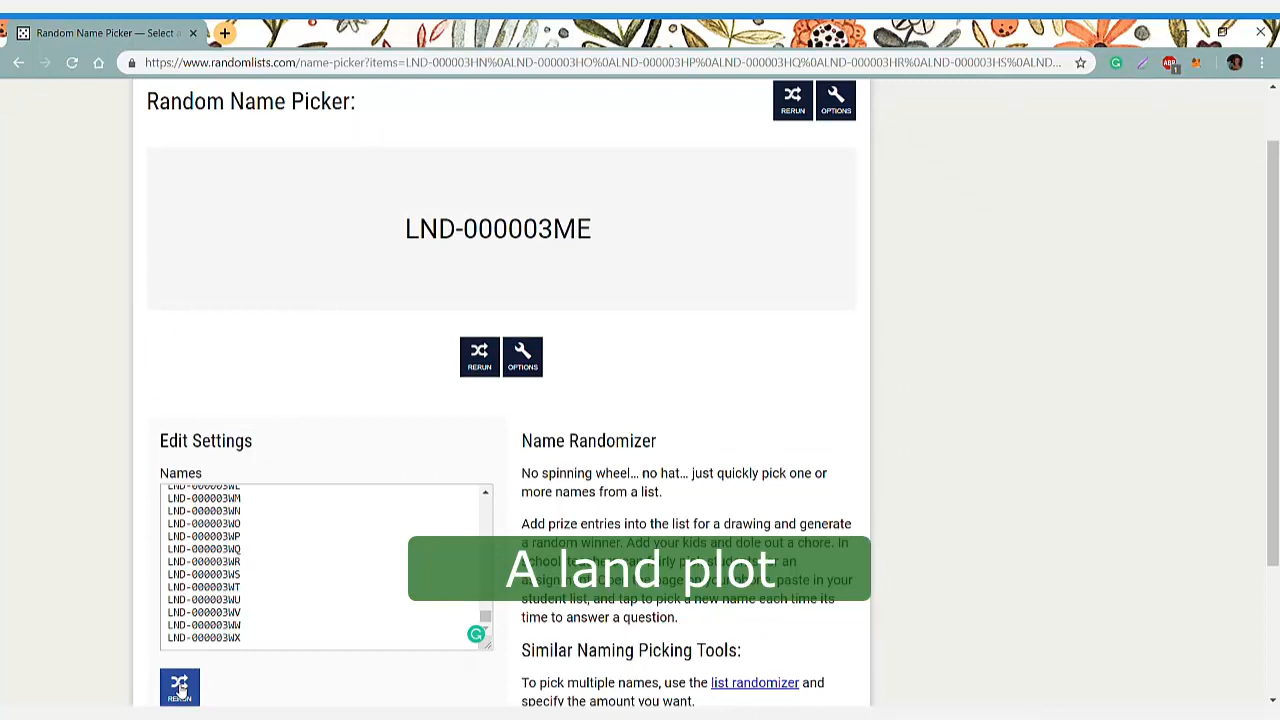 Random Name Picker — Select
https://www.randomlists.com/name-picker?items=LND-000003HN%0ALND-000003HO%0ALND-000003HP%0ALND-000003HQ%0ALND-000003HR%0ALND-000003HS%0ALND...
Random Name Picker:
RERUN
OPTIONS
LND-000003ME
RERUN
OPTIONS
Edit Settings
Names
LND-000003WL
LND-000003WM
LND-000003WN
LND-000003WO
LND-000003WP
LND-000003WQ
LND-000003WR
LND-000003WS
LND-000003WT
LND-000003WU
LND-000003WV
LND-000003WW
LND-000003WX
RERUN
Name Randomizer
No spinning wheel... no hat... just quickly pick one or
more names from a list.
Add prize entries into the list for a drawing and generate
a random winner. Add your kids and dole out a chore. In
an
assignment. paste in your
student list, and tap to pick a new name each time its
time to answer a question.
A land plot
Similar Naming Picking Tools:
To pick multiple names, use the list randomizer and
specify the amount you want.